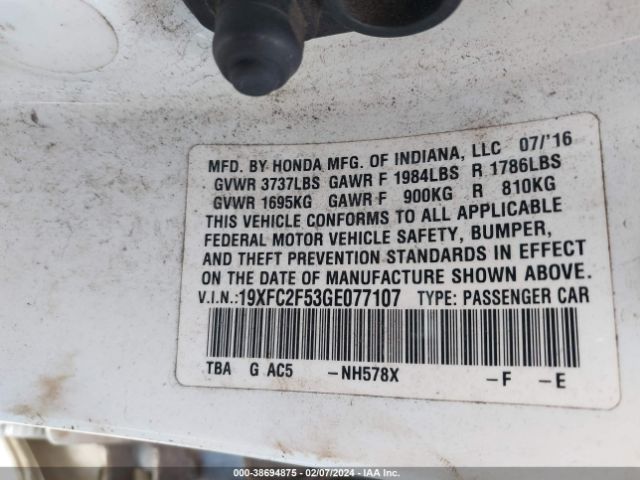 MFD. BY HONDA MFG. OF INDIANA, LLC 07/'16
GVWR 3737LBS GAWR F 1984LBS R 1786LBS
GVWR 1695KG GAWR F 900KG R 810KG
THIS VEHICLE CONFORMS TO ALL APPLICABLE
FEDERAL MOTOR VEHICLE SAFETY, BUMPER,
AND THEFT PREVENTION STANDARDS IN EFFECT
ON THE DATE OF MANUFACTURE SHOWN ABOVE.
V.I.N.:19XFC2F53GE077107 TYPE: PASSENGER CAR
TBA G AC5 -NH578X -F -E
000-38694875 - 02/07/2024 - IAA Inc.